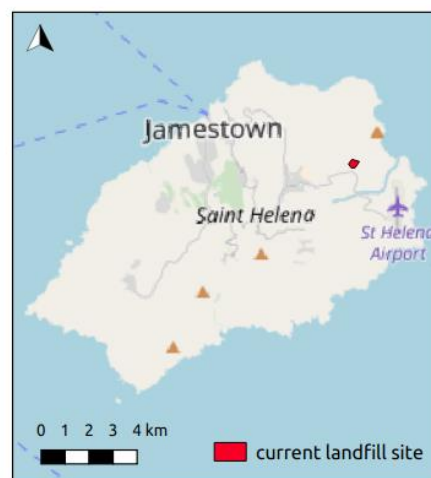 Jamestown
Saint Helena
St Helena
Airport
0 1 2 3 4 km
current landfill site